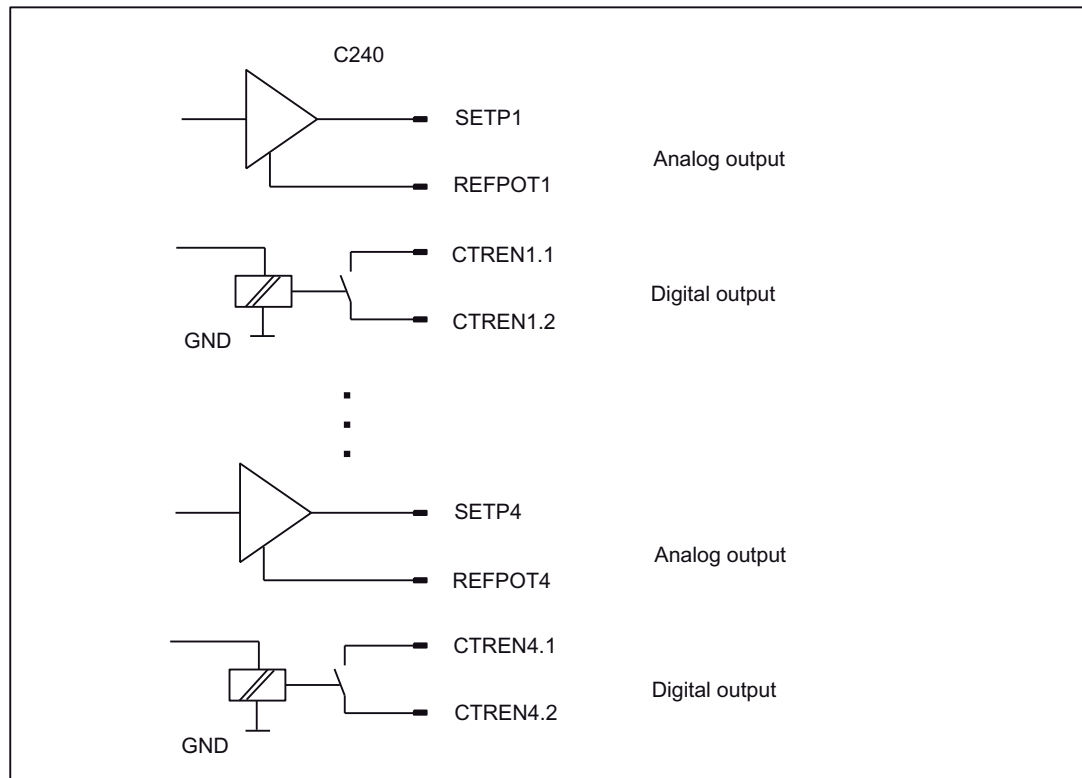 C240
SETP1
Analog output
REFPOT1
CTREN1.1
Digital output
CTREN1.2
GND
SETP4
Analog output
REFPOT4
CTREN4.1
Digital output
CTREN4.2
GND